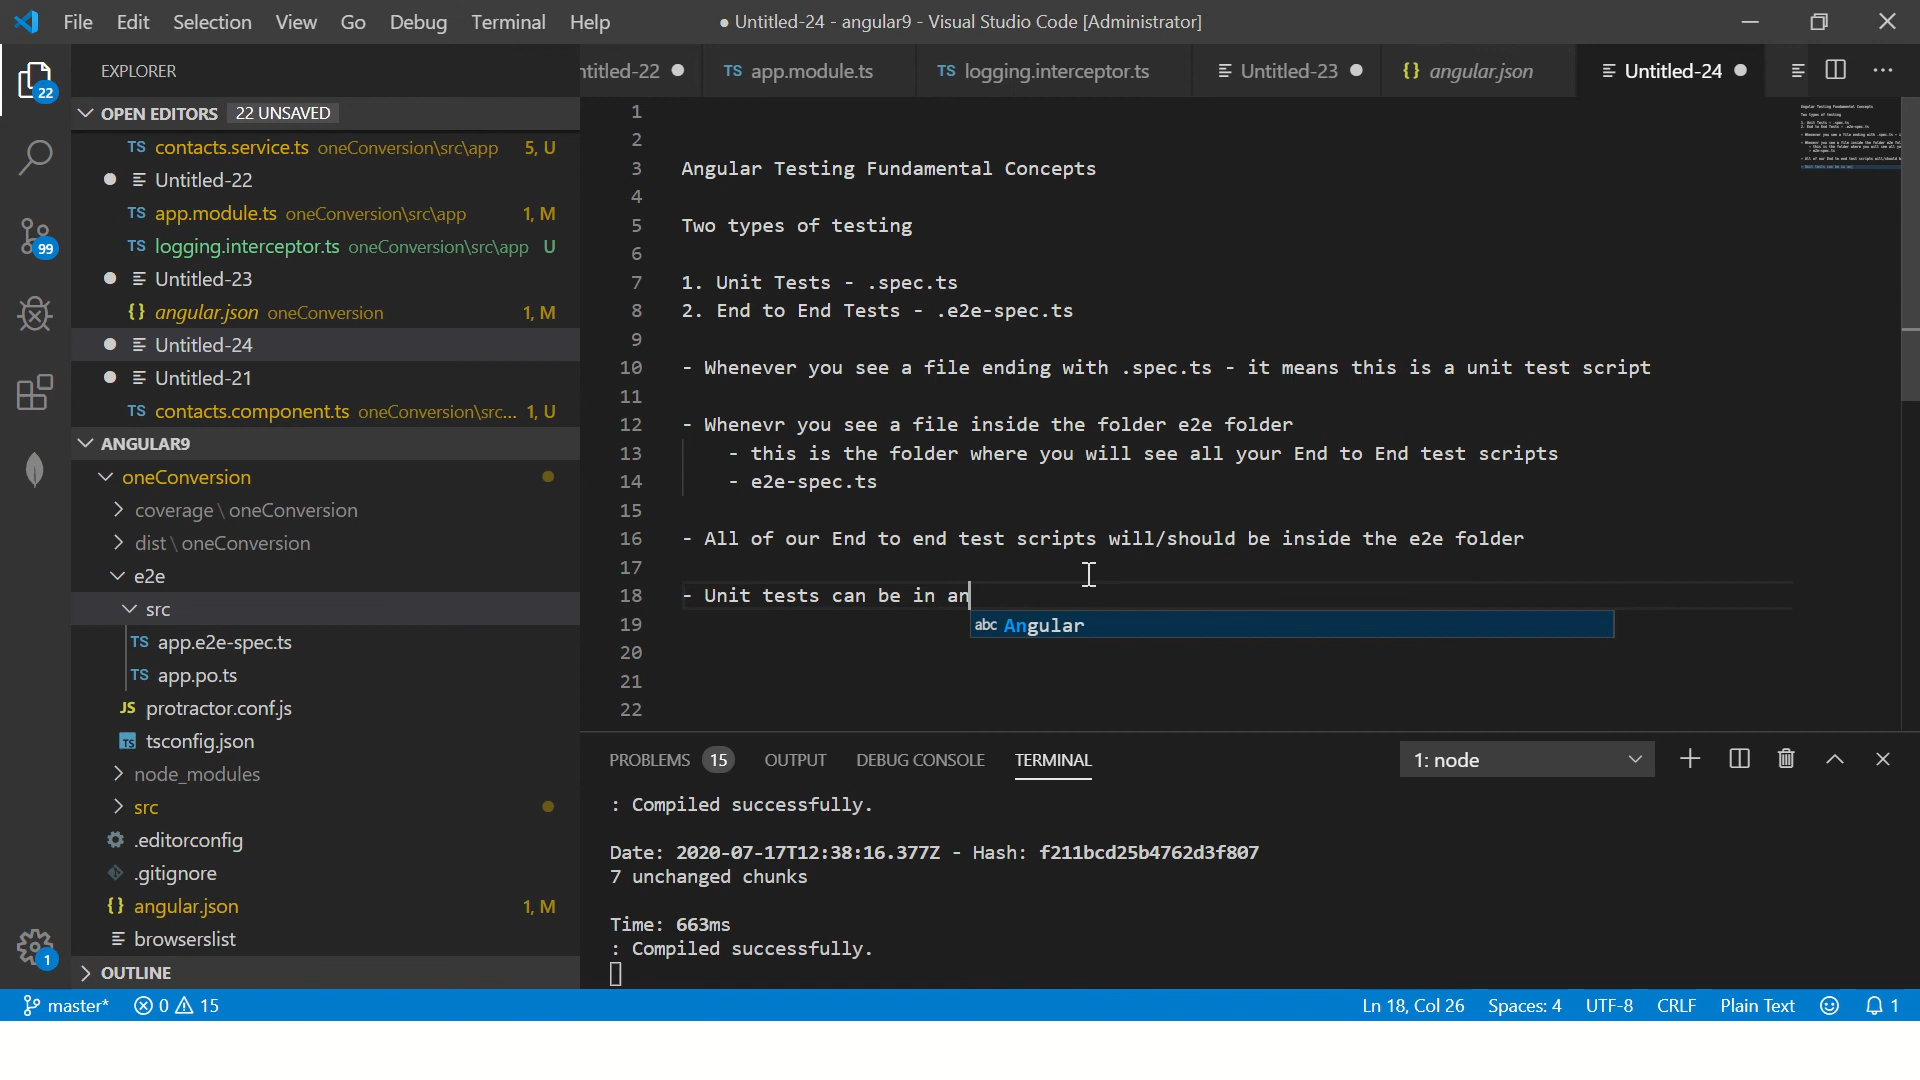 File Edit Selection View Go Debug Terminal Help
● Untitled-24 - angular9 - Visual Studio Code [Administrator]
EXPLORER
ntitled-22
TS app.module.ts
TS logging.interceptor.ts
Untitled-23
{} angular.json
Untitled-24
22
OPEN EDITORS 22 UNSAVED
TS contacts.service.ts oneConversion\src\app 5, U
Untitled-22
TS app.module.ts oneConversion\src\app 1, M
TS logging.interceptor.ts oneConversion\src\app U
99
Untitled-23
{} angular.json oneConversion 1, M
Untitled-24
Untitled-21
TS contacts.component.ts oneConversion\src... 1, U
ANGULAR9
oneConversion
coverage \ oneConversion
dist \ oneConversion
e2e
src
TS app.e2e-spec.ts
TS app.po.ts
JS protractor.conf.js
TS tsconfig.json
node_modules
src
.editorconfig
.gitignore
{} angular.json 1, M
browserslist
1
OUTLINE
1
2
3 Angular Testing Fundamental Concepts
4
5 Two types of testing
6
7 1. Unit Tests - .spec.ts
8 2. End to End Tests - .e2e-spec.ts
9
10 - Whenever you see a file ending with .spec.ts - it means this is a unit test script
11
12 - Whenevr you see a file inside the folder e2e folder
13 - this is the folder where you will see all your End to End test scripts
14 - e2e-spec.ts
15
16 - All of our End to end test scripts will/should be inside the e2e folder
17
18 - Unit tests can be in an
19 abc Angular
20
21
22
PROBLEMS 15 OUTPUT DEBUG CONSOLE TERMINAL 1: node
: Compiled successfully.
Date: 2020-07-17T12:38:16.377Z - Hash: f211bcd25b4762d3f807
7 unchanged chunks
Time: 663ms
: Compiled successfully.
master* 0 15 Ln 18, Col 26 Spaces: 4 UTF-8 CRLF Plain Text 1